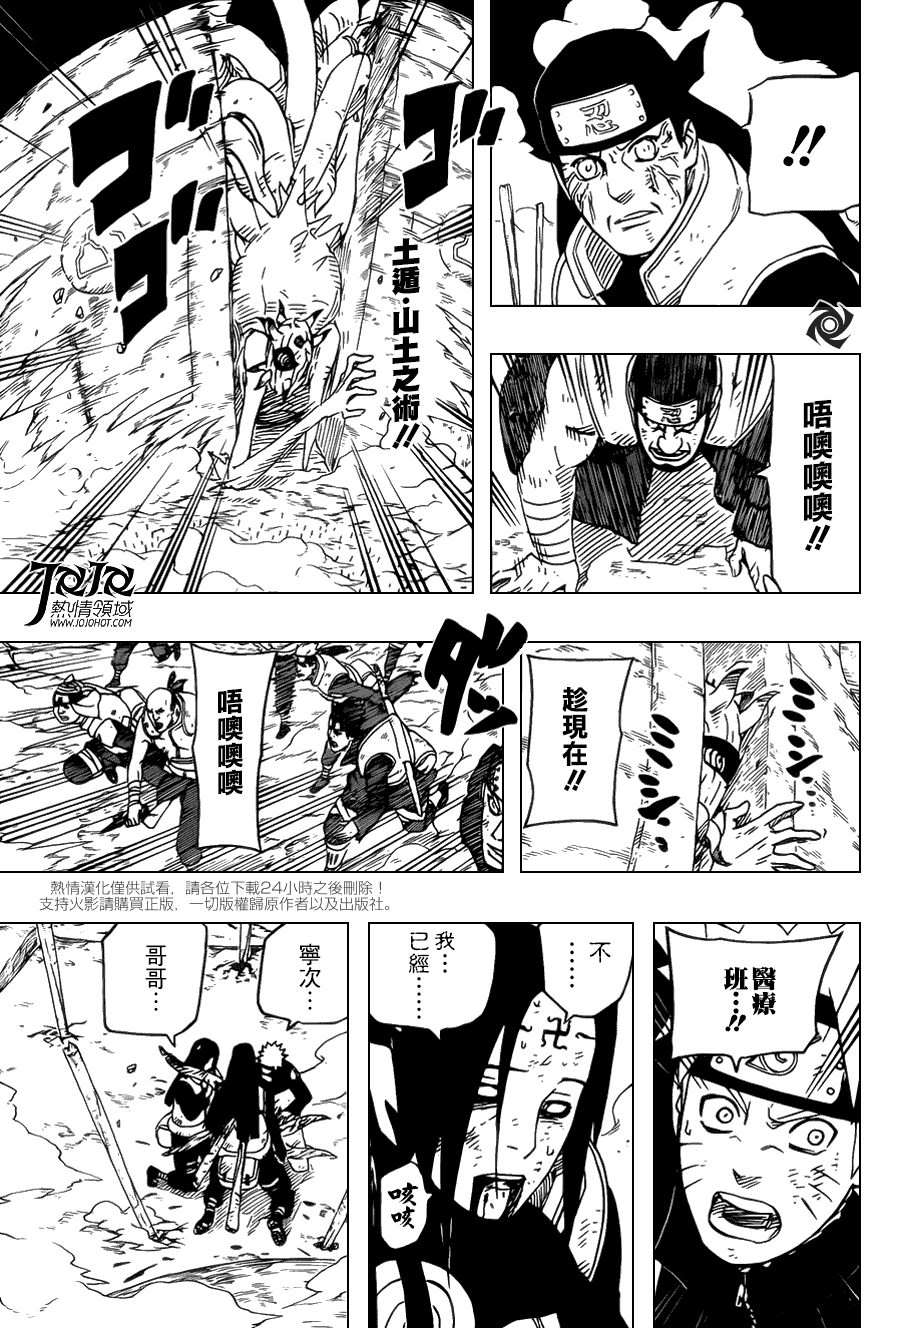 !!
忍
ゴゴゴ
土遁・山土之術!!
唔噢噢噢!!
忍
JOJO
熱情領域
WWW.JOJOHOT.COM
趁現在!!
ダッ
唔噢噢噢
熱情漢化僅供試看，請各位下載24小時之後刪除！
支持火影請購買正版，一切版權歸原作者以及出版社。
醫療
班…!!
不
……
我…
已經……
咳咳
寧次…
哥哥…